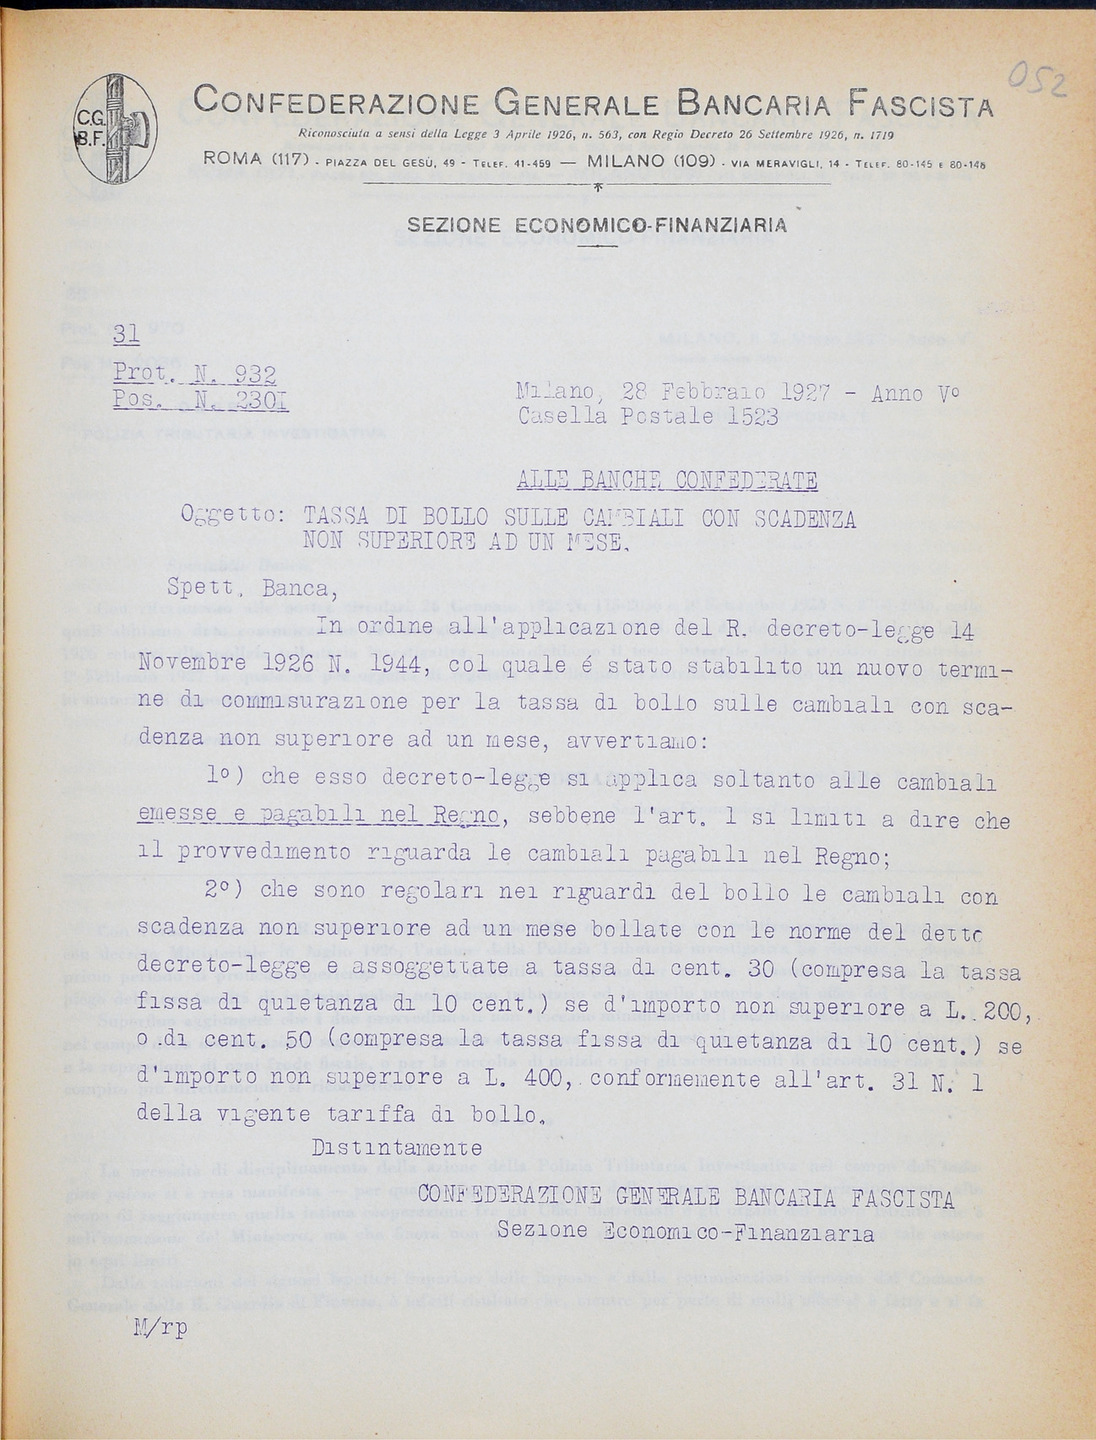 052
C.G.
B.F.
CONFEDERAZIONE GENERALE BANCARIA FASCISTA
Riconosciuta a sensi della Legge 3 Aprile 1926, n. 563, con Regio Decreto 26 Settembre 1926, n. 1719
ROMA (117) - PIAZZA DEL GESÙ, 49 - TELEF. 41-459 — MILANO (109) - VIA MERAVIGLI, 14 - TELEF. 80-145 E 80-146
SEZIONE ECONOMICO-FINANZIARIA
31
Prot. N. 932
Pos. N. 230I
Milano, 28 Febbraio 1927 - Anno Vº
Casella Postale 1523
ALLE BANCHE CONFEDERATE
Oggetto: TASSA DI BOLLO SULLE CAMBIALI CON SCADENZA
NON SUPERIORE AD UN MESE.
Spett. Banca,
In ordine all'applicazione del R. decreto-legge 14
Novembre 1926 N. 1944, col quale é stato stabilito un nuovo termi-
ne di commisurazione per la tassa di bollo sulle cambiali con sca-
denza non superiore ad un mese, avvertiamo:
1º) che esso decreto-legge si applica soltanto alle cambiali
emesse e pagabili nel Regno, sebbene l'art. 1 si limiti a dire che
il provvedimento riguarda le cambiali pagabili nel Regno;
2º) che sono regolari nei riguardi del bollo le cambiali con
scadenza non superiore ad un mese bollate con le norme del detto
decreto-legge e assoggettate a tassa di cent. 30 (compresa la tassa
fissa di quietanza di 10 cent.) se d'importo non superiore a L. 200,
o di cent. 50 (compresa la tassa fissa di quietanza di 10 cent.) se
d'importo non superiore a L. 400, conformemente all'art. 31 N. 1
della vigente tariffa di bollo.
Distintamente
CONFEDERAZIONE GENERALE BANCARIA FASCISTA
Sezione Economico-Finanziaria
M/rp